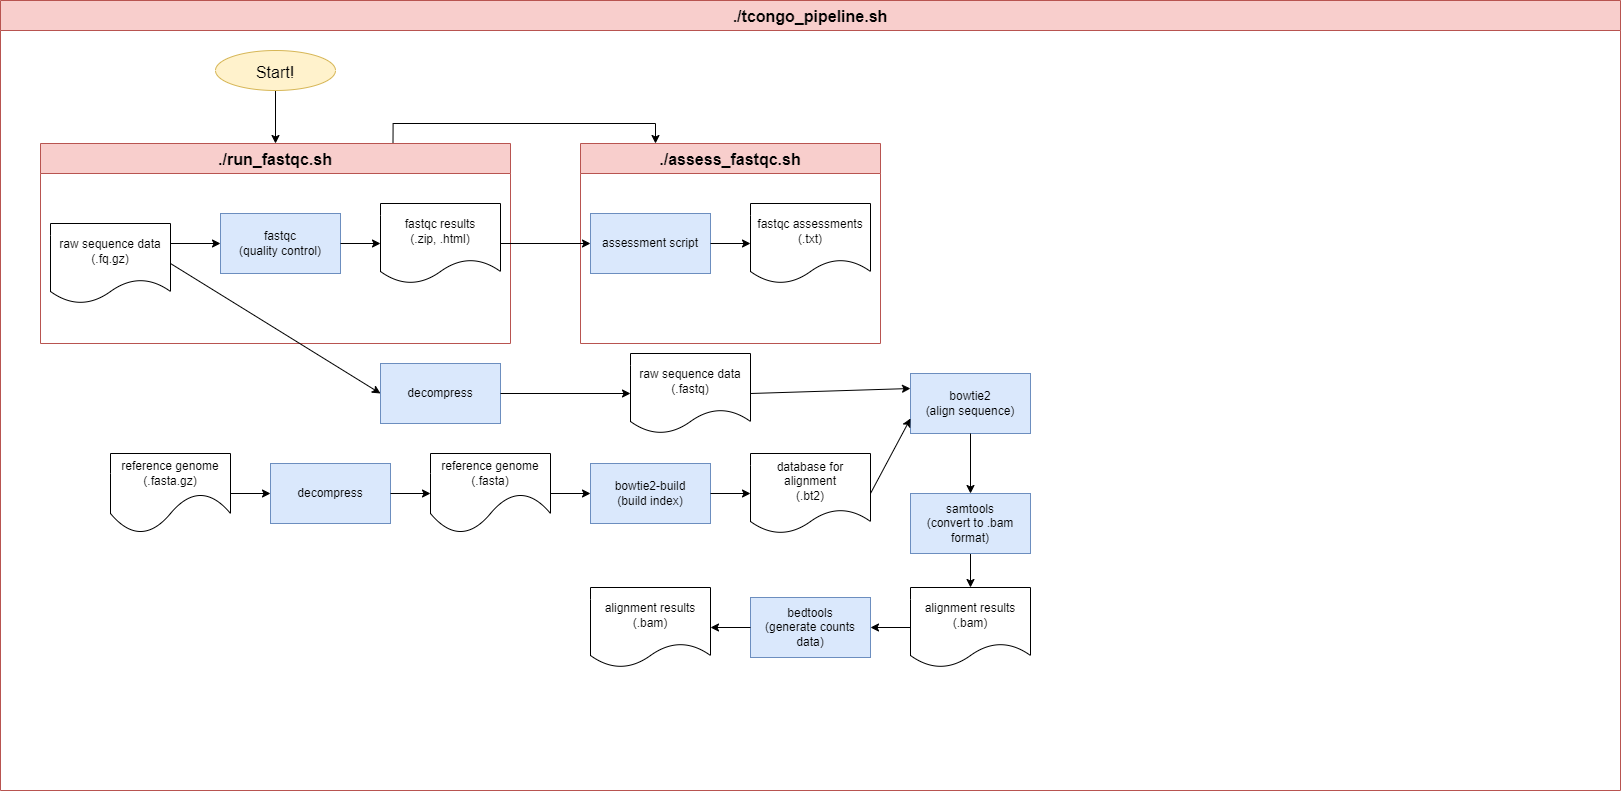 ./tcongo_pipeline.sh
Start!
./run_fastqc.sh
./assess_fastqc.sh
raw sequence data
(.fq.gz)
fastqc
(quality control)
fastqc results
(.zip, .html)
assessment script
fastqc assessments
(.txt)
decompress
raw sequence data
(.fastq)
bowtie2
(align sequence)
reference genome
(.fasta.gz)
decompress
reference genome
(.fasta)
bowtie2-build
(build index)
database for
alignment
(.bt2)
samtools
(convert to .bam
format)
alignment results
(.bam)
bedtools
(generate counts
data)
alignment results
(.bam)